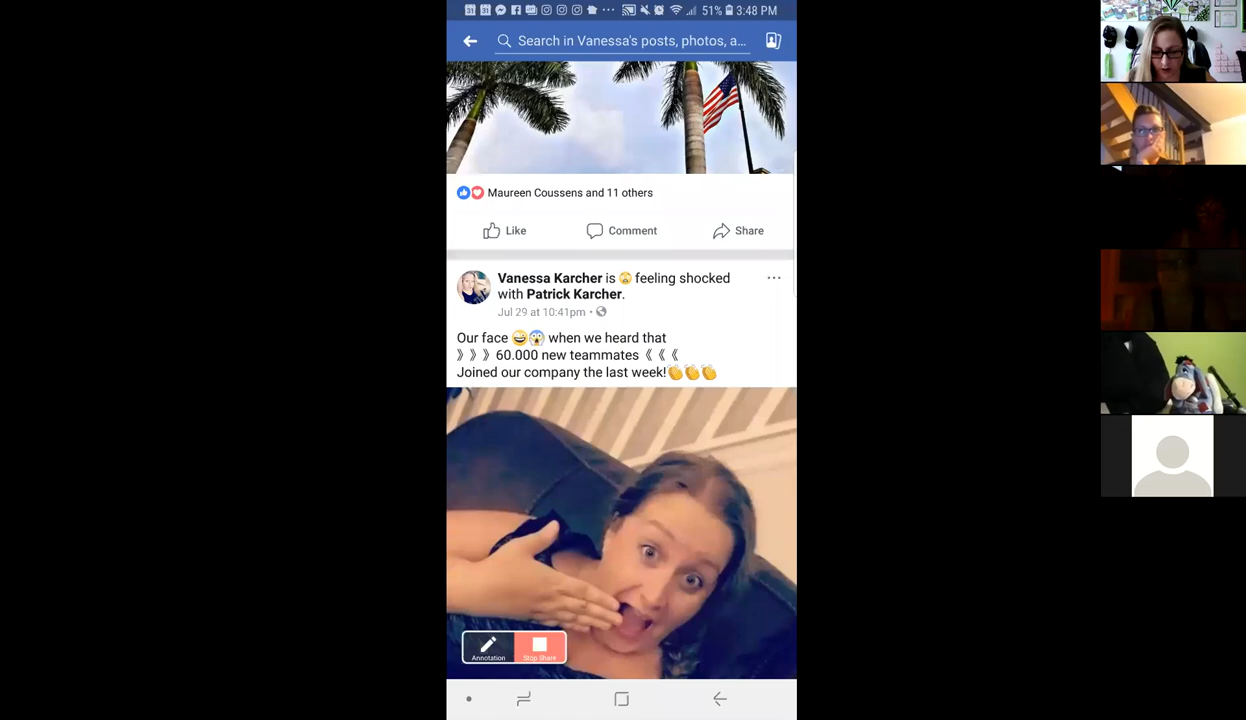 31 31 51% 3:48 PM
Search in Vanessa's posts, photos, a...
Maureen Coussens and 11 others
Like Comment Share
Vanessa Karcher is 😩 feeling shocked
with Patrick Karcher.
Jul 29 at 10:41pm •
Our face 😅😱 when we heard that
》》》60.000 new teammates《《《
Joined our company the last week!👏👏👏
Annotation Stop Share